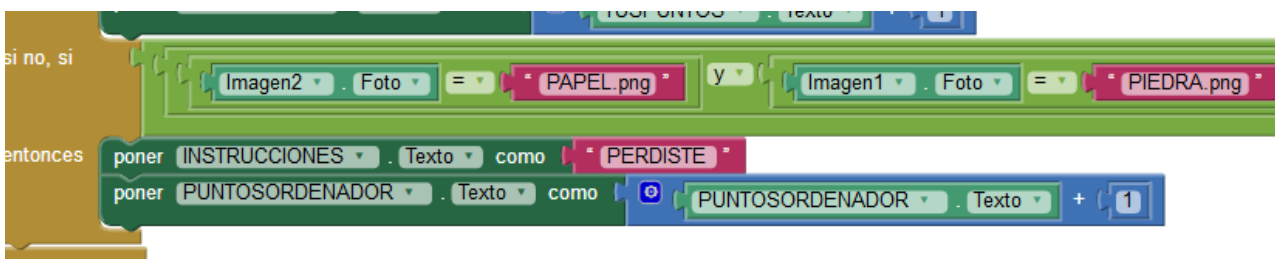 TUSPUNTOS . Texto + 1
si no, si
Imagen2 . Foto = " PAPEL.png " y Imagen1 . Foto = " PIEDRA.png "
entonces poner INSTRUCCIONES . Texto como " PERDISTE "
poner PUNTOSORDENADOR . Texto como PUNTOSORDENADOR . Texto + 1